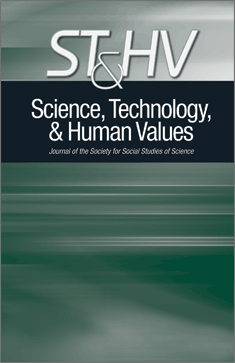 ST&HV
Science, Technology,
& Human Values
Journal of the Society for Social Studies of Science